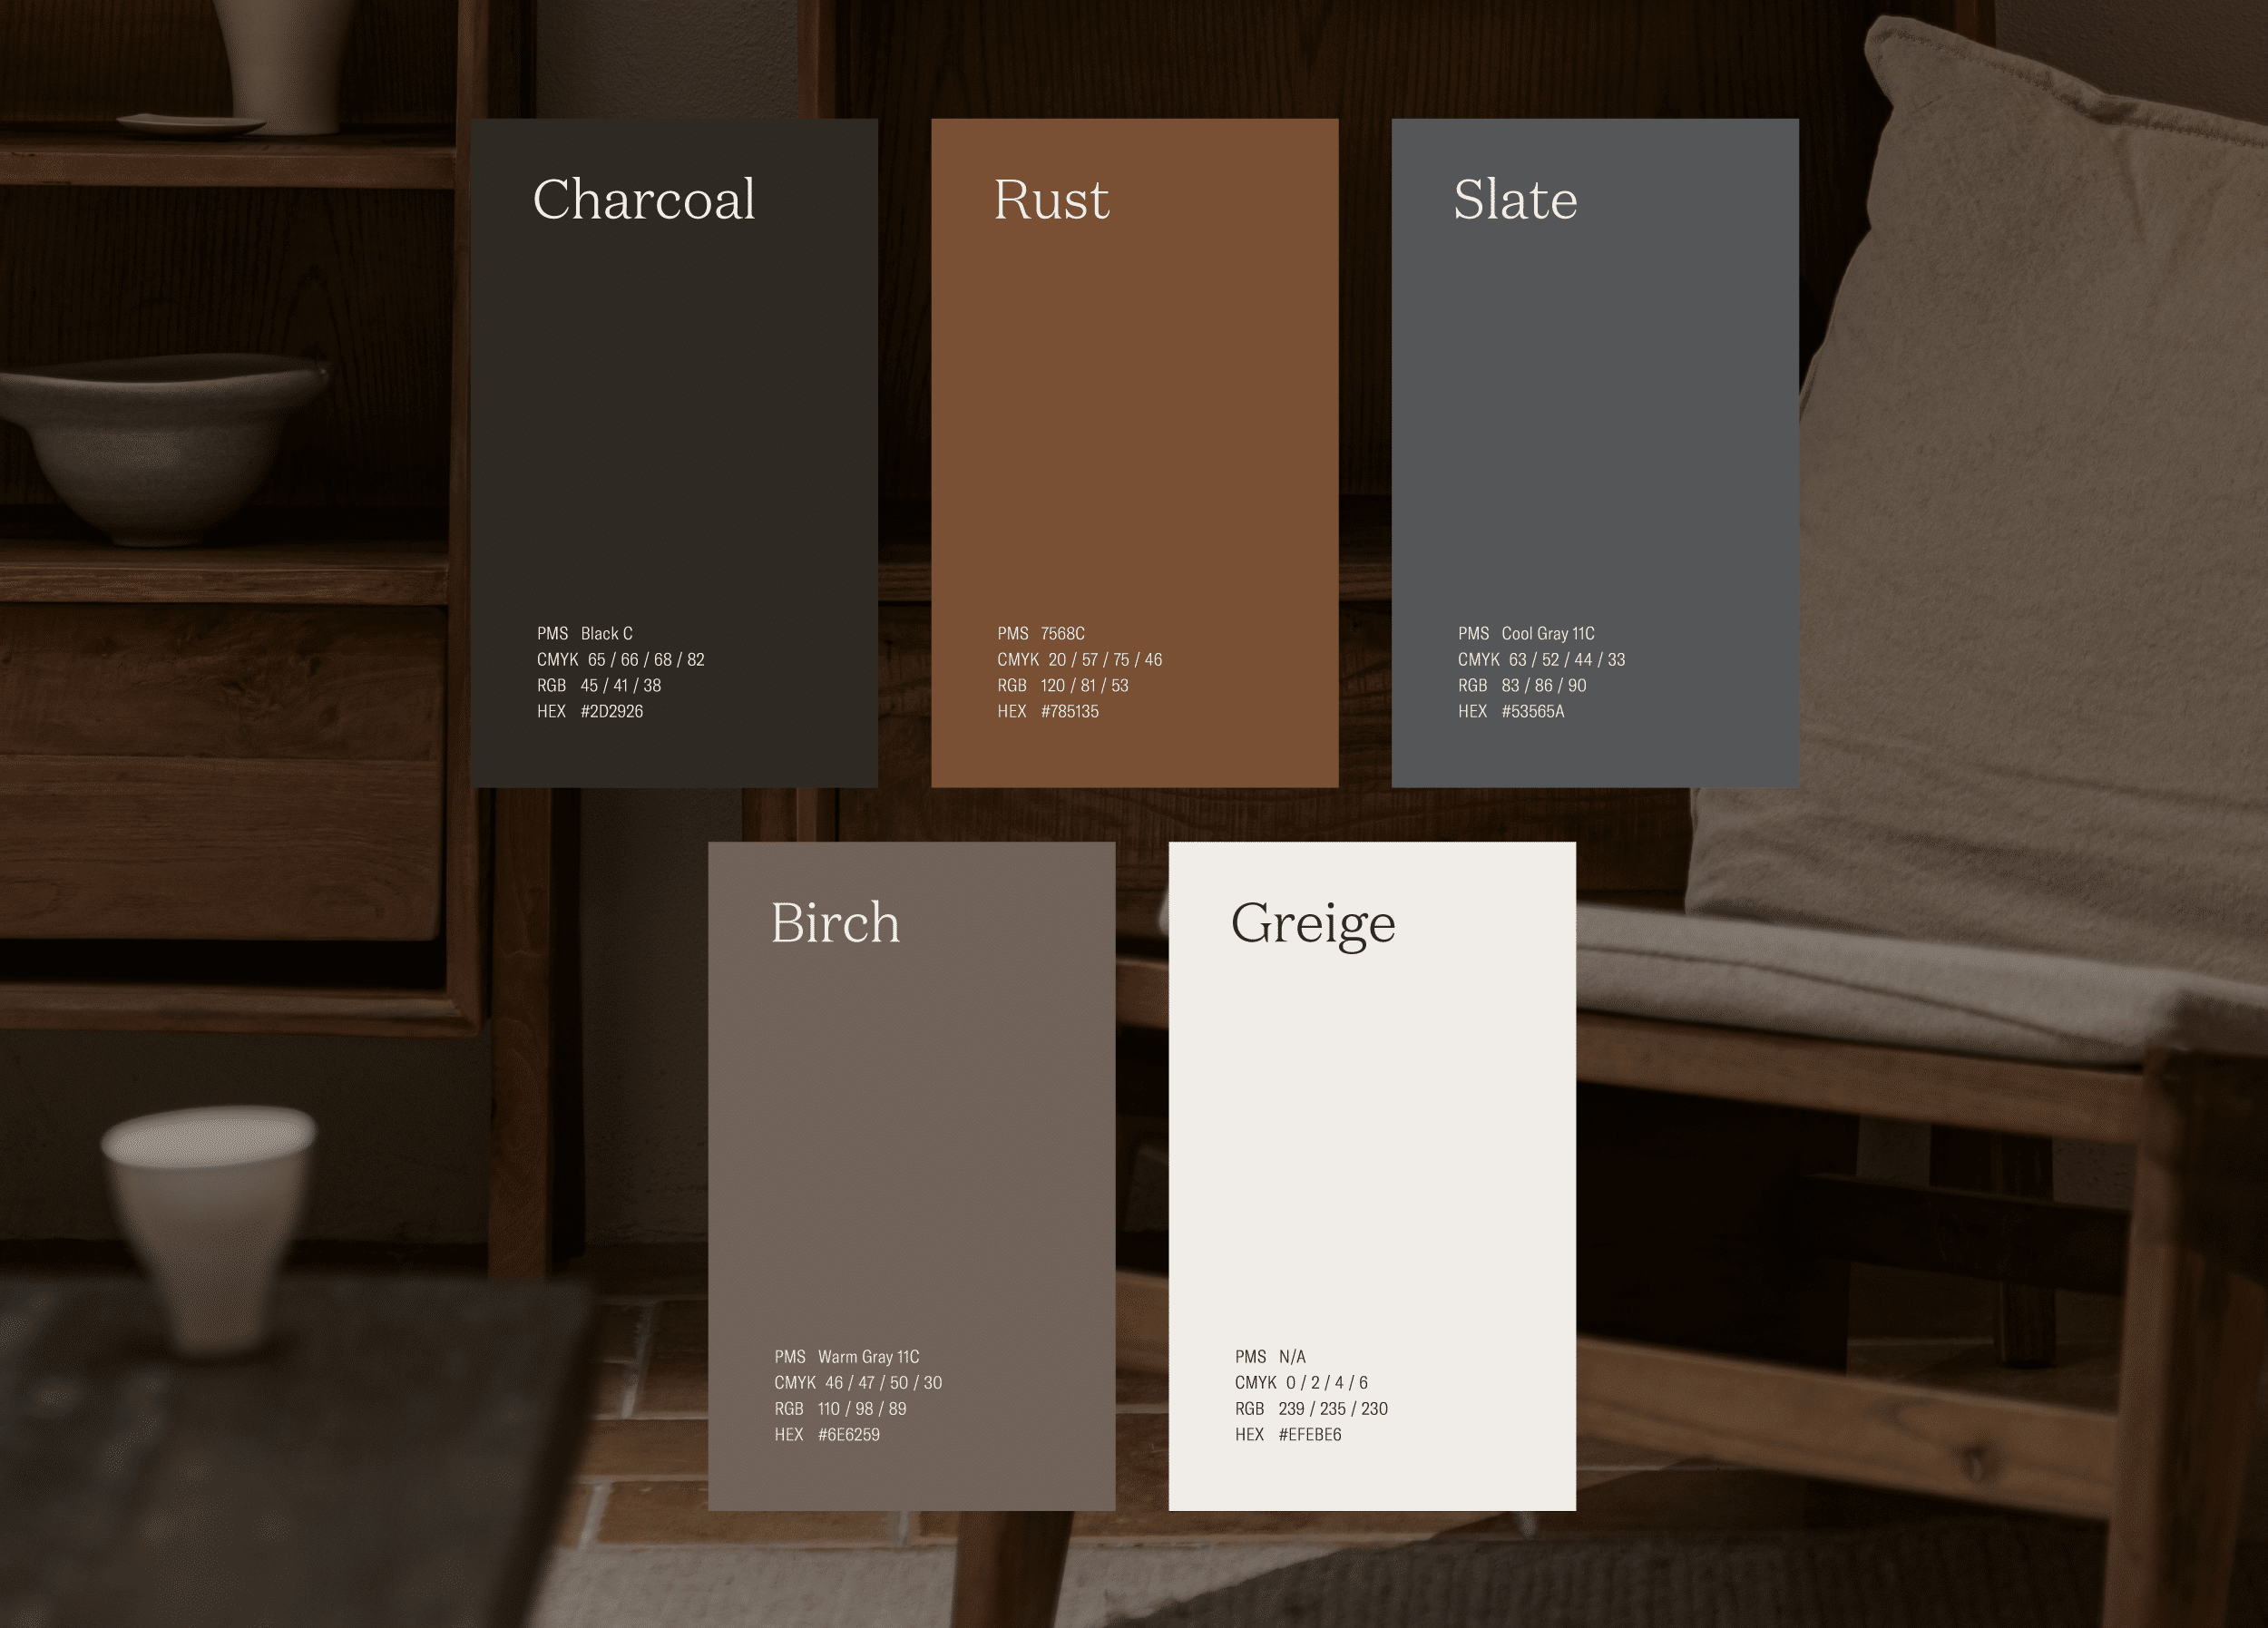 Charcoal
PMS Black C
CMYK 65 / 66 / 68 / 82
RGB 45 / 41 / 38
HEX #2D2926
Rust
PMS 7568C
CMYK 20 / 57 / 75 / 46
RGB 120 / 81 / 53
HEX #785135
Slate
PMS Cool Gray 11C
CMYK 63 / 52 / 44 / 33
RGB 83 / 86 / 90
HEX #53565A
Birch
PMS Warm Gray 11C
CMYK 46 / 47 / 50 / 30
RGB 110 / 98 / 89
HEX #6E6259
Greige
PMS N/A
CMYK 0 / 2 / 4 / 6
RGB 239 / 235 / 230
HEX #EFEBE6